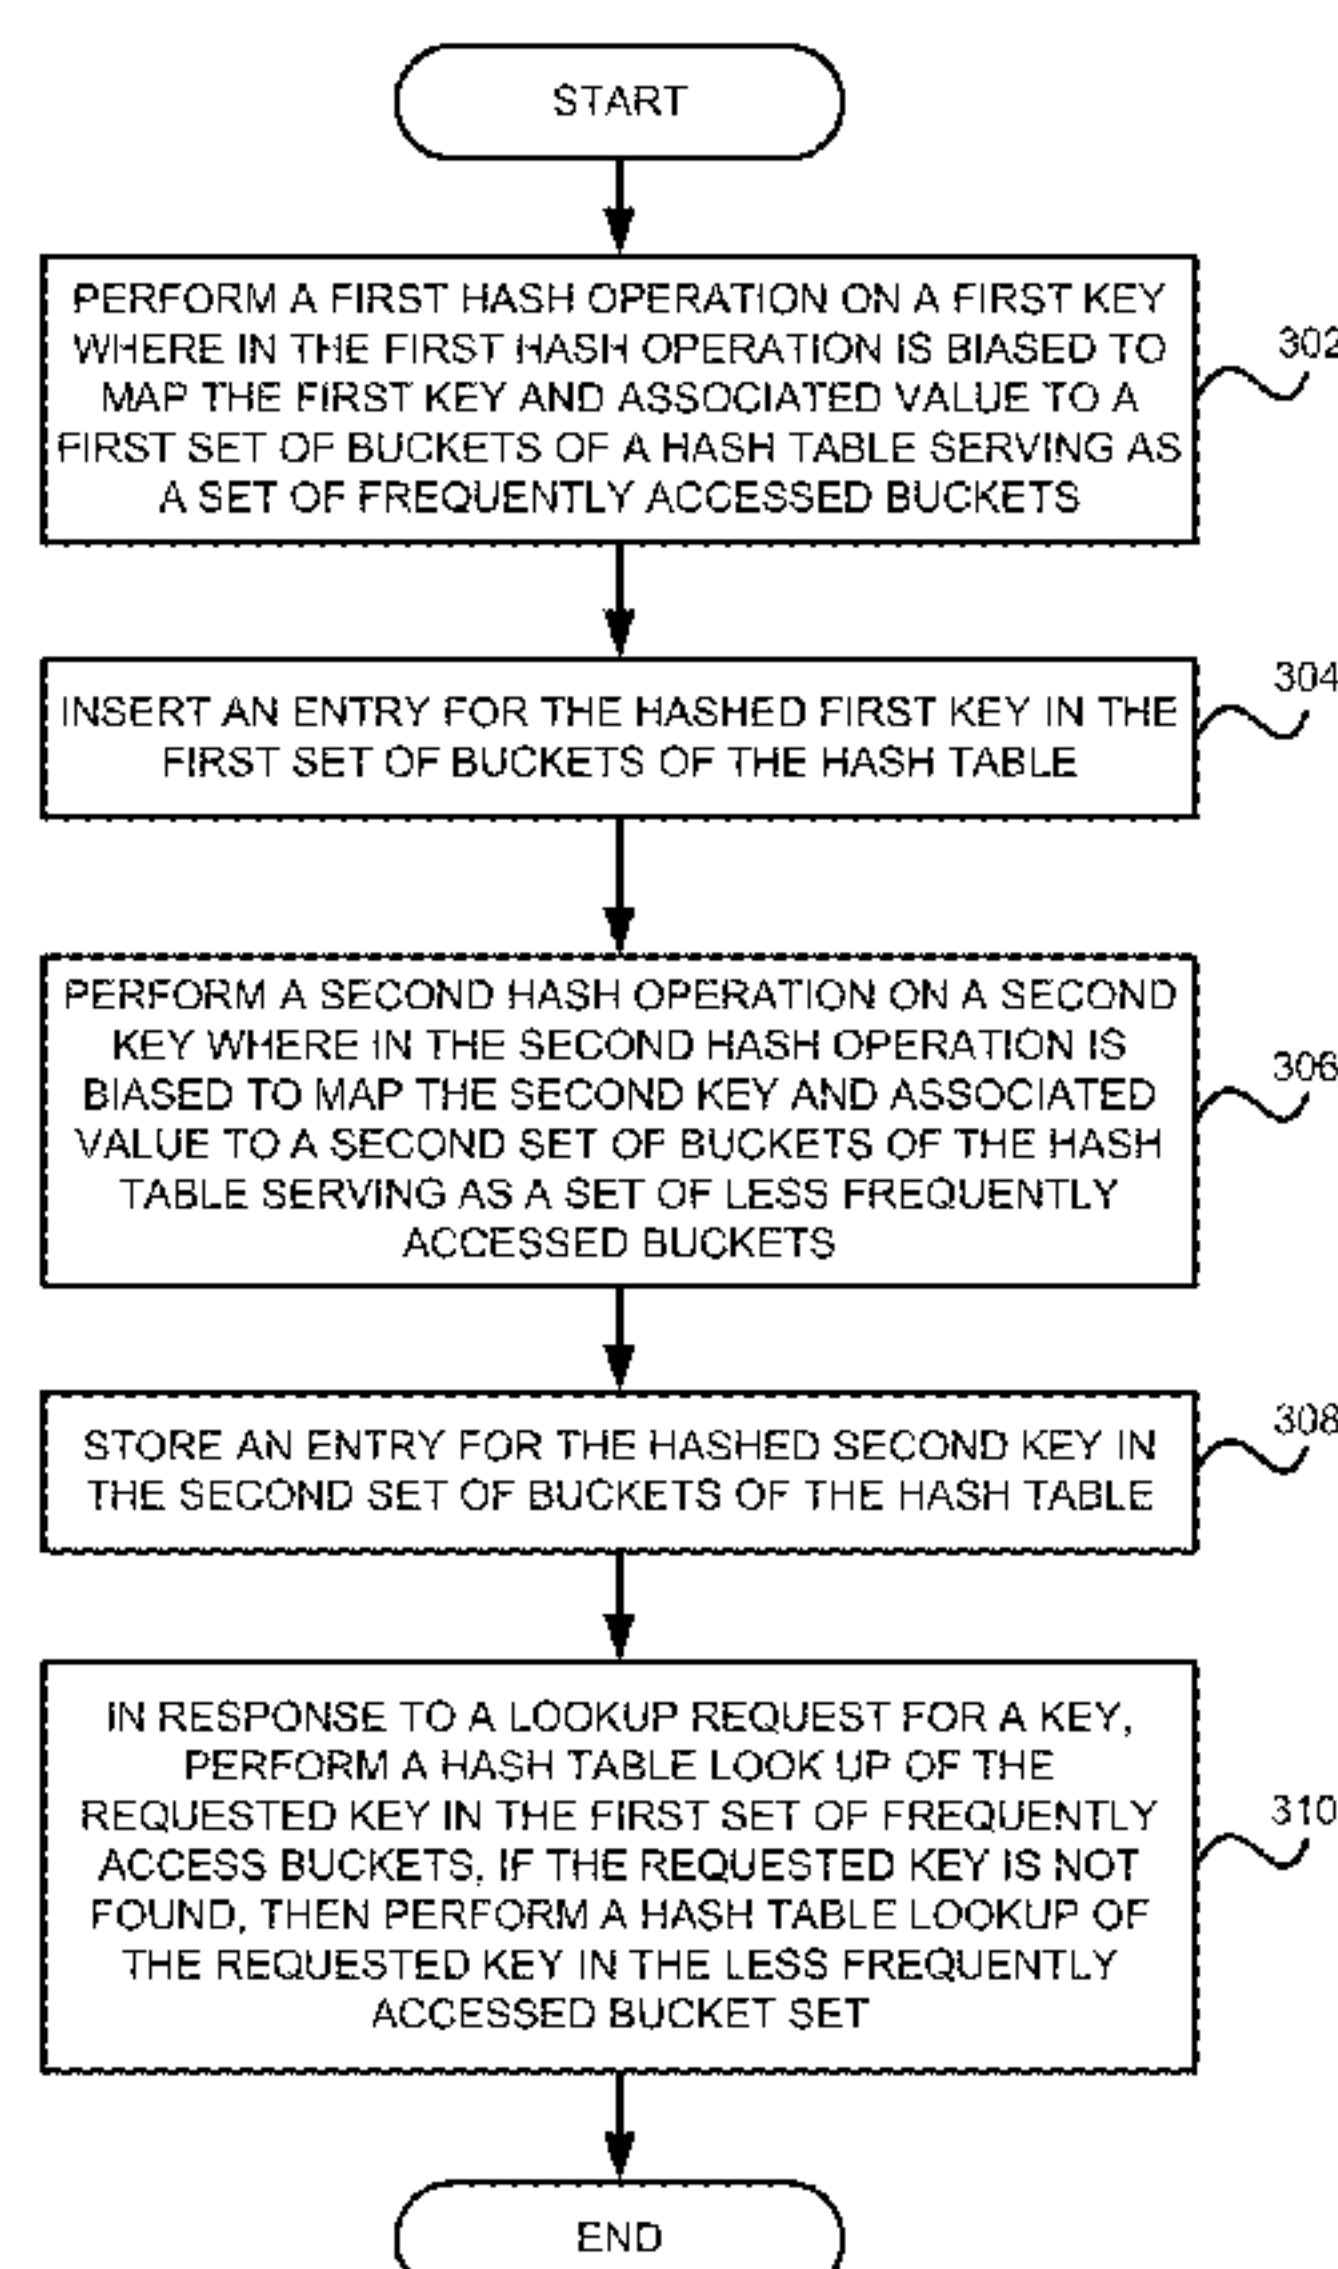 START
PERFORM A FIRST HASH OPERATION ON A FIRST KEY
WHERE IN THE FIRST HASH OPERATION IS BIASED TO
MAP THE FIRST KEY AND ASSOCIATED VALUE TO A
FIRST SET OF BUCKETS OF A HASH TABLE SERVING AS
A SET OF FREQUENTLY ACCESSED BUCKETS
302
INSERT AN ENTRY FOR THE HASHED FIRST KEY IN THE
FIRST SET OF BUCKETS OF THE HASH TABLE
304
PERFORM A SECOND HASH OPERATION ON A SECOND
KEY WHERE IN THE SECOND HASH OPERATION IS
BIASED TO MAP THE SECOND KEY AND ASSOCIATED
VALUE TO A SECOND SET OF BUCKETS OF THE HASH
TABLE SERVING AS A SET OF LESS FREQUENTLY
ACCESSED BUCKETS
306
STORE AN ENTRY FOR THE HASHED SECOND KEY IN
THE SECOND SET OF BUCKETS OF THE HASH TABLE
308
IN RESPONSE TO A LOOKUP REQUEST FOR A KEY,
PERFORM A HASH TABLE LOOK UP OF THE
REQUESTED KEY IN THE FIRST SET OF FREQUENTLY
ACCESS BUCKETS, IF THE REQUESTED KEY IS NOT
FOUND, THEN PERFORM A HASH TABLE LOOKUP OF
THE REQUESTED KEY IN THE LESS FREQUENTLY
ACCESSED BUCKET SET
310
END